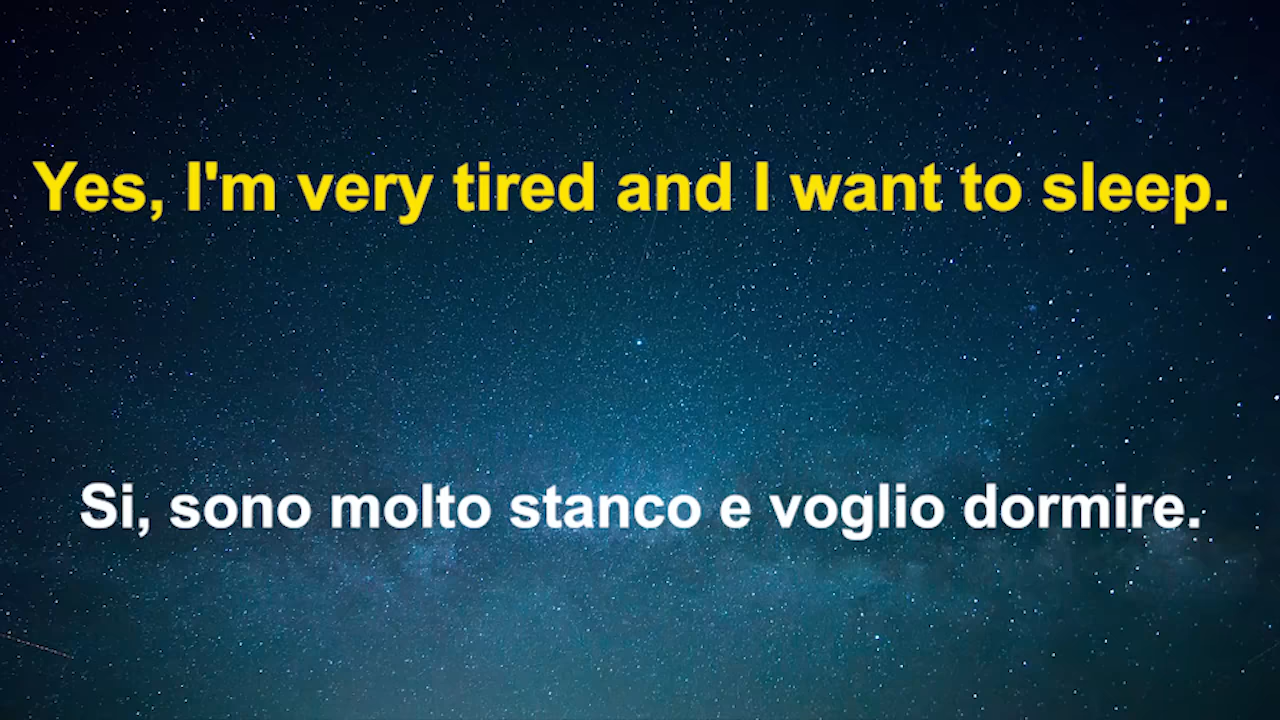 Yes, I'm very tired and I want to sleep.
Si, sono molto stanco e voglio dormire.